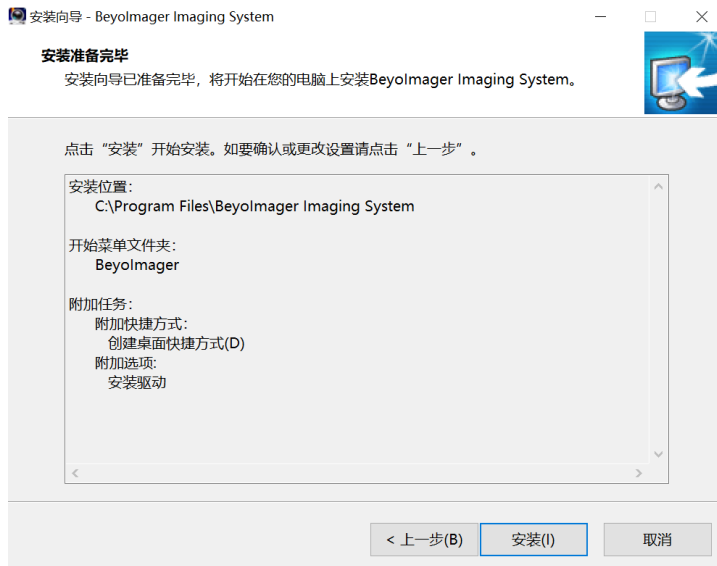 安装向导 - BeyoImager Imaging System
安装准备完毕
安装向导已准备完毕，将开始在您的电脑上安装BeyoImager Imaging System。
点击“安装”开始安装。如要确认或更改设置请点击“上一步”。
安装位置：
C:\Program Files\BeyoImager Imaging System
开始菜单文件夹：
BeyoImager
附加任务：
附加快捷方式：
创建桌面快捷方式(D)
附加选项:
安装驱动
< 上一步(B)
安装(I)
取消